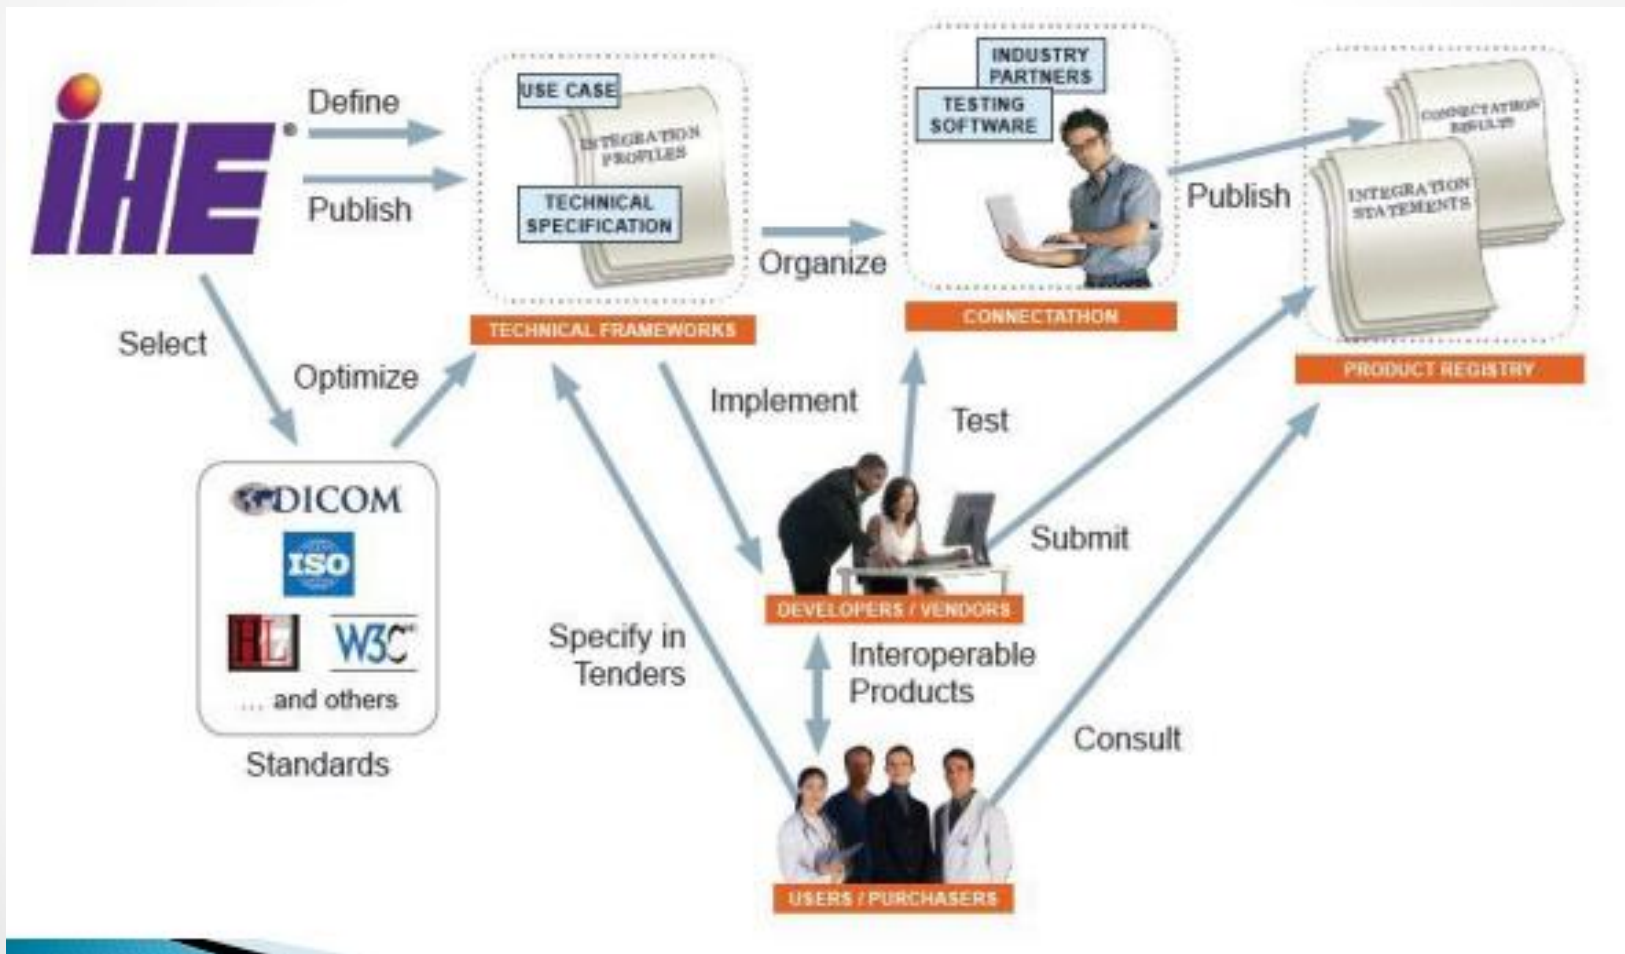 IHE
®
Define
Publish
USE CASE
INTEGRATION
PROFILES
TECHNICAL
SPECIFICATION
TECHNICAL FRAMEWORKS
Organize
INDUSTRY
PARTNERS
TESTING
SOFTWARE
CONNECTATHON
Publish
CONNECTATHON
RESULTS
INTEGRATION
STATEMENTS
PRODUCT REGISTRY
Select
Optimize
Implement
Test
Submit
DICOM
ISO
W3C
... and others
Standards
DEVELOPERS / VENDORS
Specify in
Tenders
Interoperable
Products
Consult
USERS / PURCHASERS